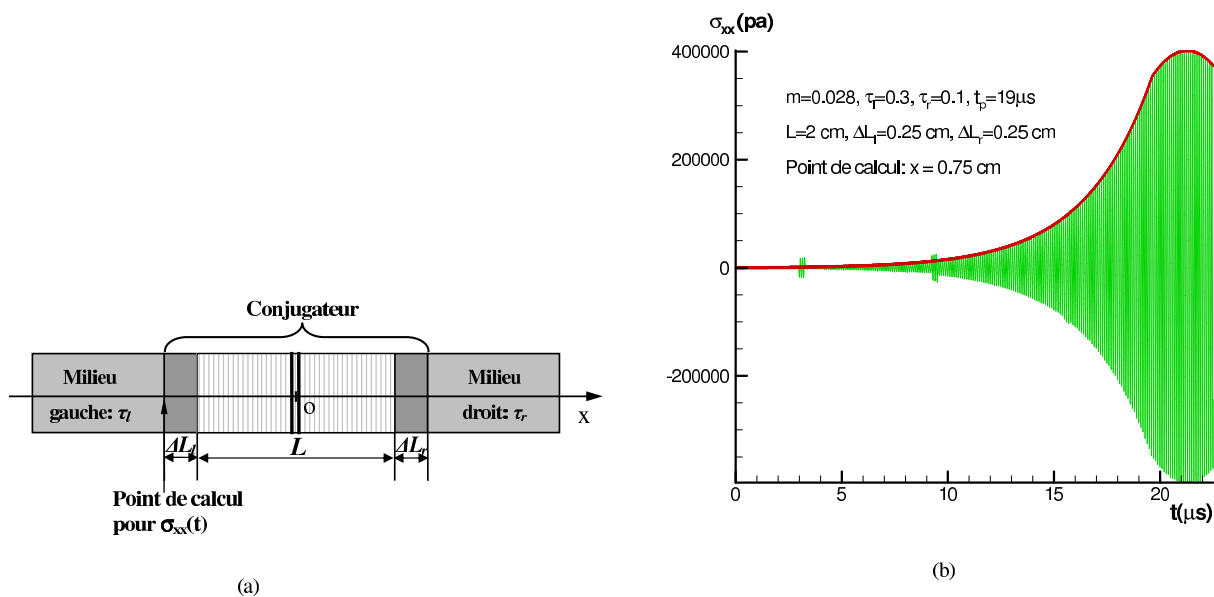 Conjugateur
Milieu
gauche: τl
Milieu
droit: τr
O
X
ΔLl
L
ΔLr
Point de calcul
pour σxx(t)
(a)
σxx(pa)
400000
200000
0
-200000
m=0.028, τl=0.3, τr=0.1, tp=19μs
L=2 cm, ΔLl=0.25 cm, ΔLr=0.25 cm
Point de calcul: x = 0.75 cm
0 5 10 15 20
t(μs)
(b)